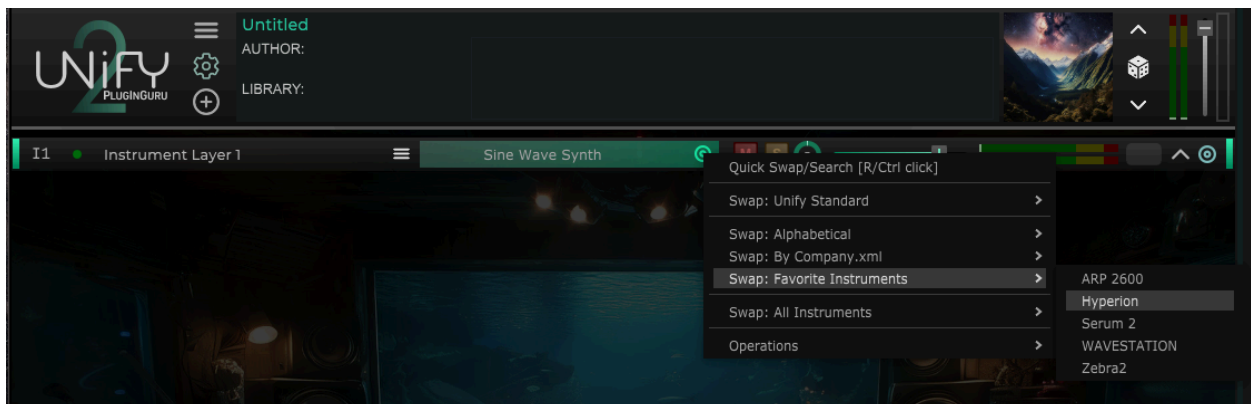 2
UNiFY
PLUGINGURU
Untitled
AUTHOR:
LIBRARY:
I1 Instrument Layer 1 Sine Wave Synth M S
Quick Swap/Search [R/Ctrl click]
Swap: Unify Standard
Swap: Alphabetical
Swap: By Company.xml
Swap: Favorite Instruments
Swap: All Instruments
Operations
ARP 2600
Hyperion
Serum 2
WAVESTATION
Zebra2